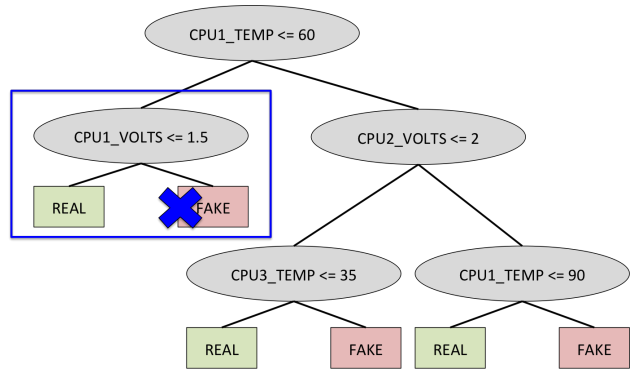 CPU1_TEMP <= 60
CPU1_VOLTS <= 1.5
CPU2_VOLTS <= 2
REAL
FAKE
CPU3_TEMP <= 35
CPU1_TEMP <= 90
REAL
FAKE
REAL
FAKE